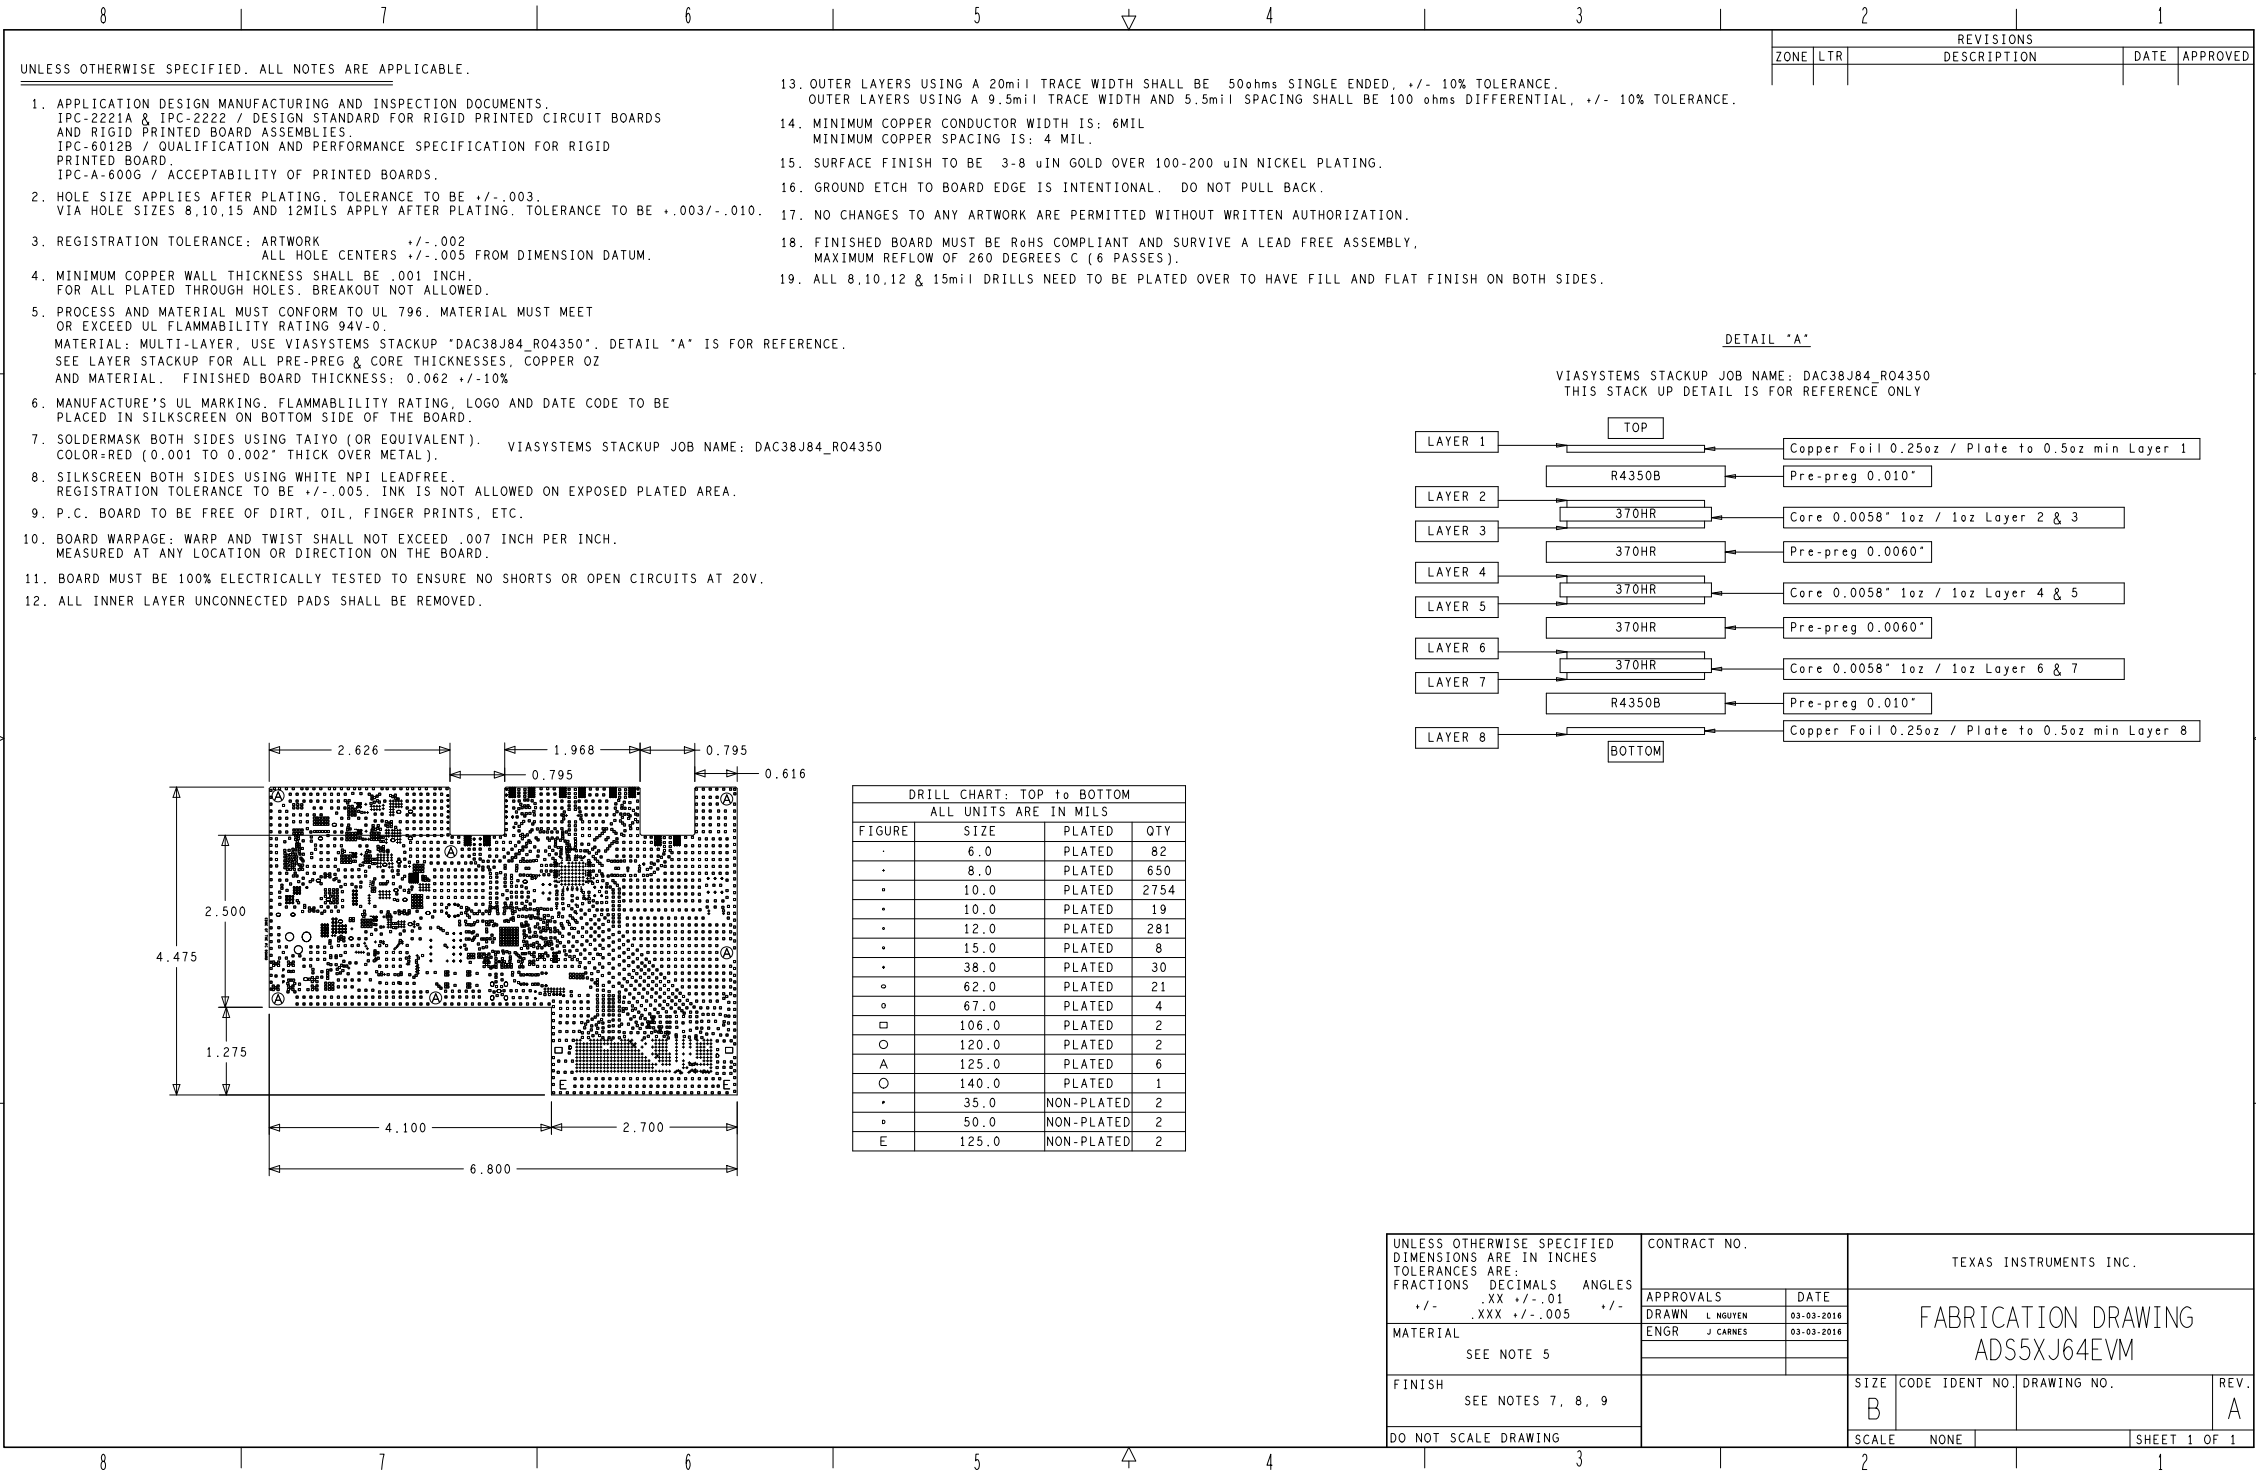 8 7 6 5 4 3 2 1
REVISIONS
ZONE LTR DESCRIPTION DATE APPROVED
UNLESS OTHERWISE SPECIFIED. ALL NOTES ARE APPLICABLE.
1. APPLICATION DESIGN MANUFACTURING AND INSPECTION DOCUMENTS.
IPC-2221A & IPC-2222 / DESIGN STANDARD FOR RIGID PRINTED CIRCUIT BOARDS
AND RIGID PRINTED BOARD ASSEMBLIES.
IPC-6012B / QUALIFICATION AND PERFORMANCE SPECIFICATION FOR RIGID
PRINTED BOARD.
IPC-A-600G / ACCEPTABILITY OF PRINTED BOARDS.
2. HOLE SIZE APPLIES AFTER PLATING. TOLERANCE TO BE +/-.003.
VIA HOLE SIZES 8,10,15 AND 12MILS APPLY AFTER PLATING. TOLERANCE TO BE +.003/-.010.
3. REGISTRATION TOLERANCE: ARTWORK +/-.002
ALL HOLE CENTERS +/-.005 FROM DIMENSION DATUM.
4. MINIMUM COPPER WALL THICKNESS SHALL BE .001 INCH.
FOR ALL PLATED THROUGH HOLES. BREAKOUT NOT ALLOWED.
5. PROCESS AND MATERIAL MUST CONFORM TO UL 796. MATERIAL MUST MEET
OR EXCEED UL FLAMMABILITY RATING 94V-0.
MATERIAL: MULTI-LAYER, USE VIASYSTEMS STACKUP "DAC38J84_RO4350". DETAIL "A" IS FOR REFERENCE.
SEE LAYER STACKUP FOR ALL PRE-PREG & CORE THICKNESSES, COPPER OZ
AND MATERIAL. FINISHED BOARD THICKNESS: 0.062 +/-10%
6. MANUFACTURE'S UL MARKING. FLAMMABLILITY RATING, LOGO AND DATE CODE TO BE
PLACED IN SILKSCREEN ON BOTTOM SIDE OF THE BOARD.
7. SOLDERMASK BOTH SIDES USING TAIYO (OR EQUIVALENT).
COLOR=RED (0.001 TO 0.002" THICK OVER METAL).
VIASYSTEMS STACKUP JOB NAME: DAC38J84_RO4350
8. SILKSCREEN BOTH SIDES USING WHITE NPI LEADFREE.
REGISTRATION TOLERANCE TO BE +/-.005. INK IS NOT ALLOWED ON EXPOSED PLATED AREA.
9. P.C. BOARD TO BE FREE OF DIRT, OIL, FINGER PRINTS, ETC.
10. BOARD WARPAGE: WARP AND TWIST SHALL NOT EXCEED .007 INCH PER INCH.
MEASURED AT ANY LOCATION OR DIRECTION ON THE BOARD.
11. BOARD MUST BE 100% ELECTRICALLY TESTED TO ENSURE NO SHORTS OR OPEN CIRCUITS AT 20V.
12. ALL INNER LAYER UNCONNECTED PADS SHALL BE REMOVED.
13. OUTER LAYERS USING A 20mil TRACE WIDTH SHALL BE 50ohms SINGLE ENDED, +/- 10% TOLERANCE.
OUTER LAYERS USING A 9.5mil TRACE WIDTH AND 5.5mil SPACING SHALL BE 100 ohms DIFFERENTIAL, +/- 10% TOLERANCE.
14. MINIMUM COPPER CONDUCTOR WIDTH IS: 6MIL
MINIMUM COPPER SPACING IS: 4 MIL.
15. SURFACE FINISH TO BE 3-8 uIN GOLD OVER 100-200 uIN NICKEL PLATING.
16. GROUND ETCH TO BOARD EDGE IS INTENTIONAL. DO NOT PULL BACK.
17. NO CHANGES TO ANY ARTWORK ARE PERMITTED WITHOUT WRITTEN AUTHORIZATION.
18. FINISHED BOARD MUST BE RoHS COMPLIANT AND SURVIVE A LEAD FREE ASSEMBLY,
MAXIMUM REFLOW OF 260 DEGREES C (6 PASSES).
19. ALL 8,10,12 & 15mil DRILLS NEED TO BE PLATED OVER TO HAVE FILL AND FLAT FINISH ON BOTH SIDES.
DETAIL "A"
VIASYSTEMS STACKUP JOB NAME: DAC38J84_RO4350
THIS STACK UP DETAIL IS FOR REFERENCE ONLY
TOP
LAYER 1 Copper Foil 0.25oz / Plate to 0.5oz min Layer 1
R4350B Pre-preg 0.010"
LAYER 2
370HR Core 0.0058" 1oz / 1oz Layer 2 & 3
LAYER 3
370HR Pre-preg 0.0060"
LAYER 4
370HR Core 0.0058" 1oz / 1oz Layer 4 & 5
LAYER 5
370HR Pre-preg 0.0060"
LAYER 6
370HR Core 0.0058" 1oz / 1oz Layer 6 & 7
LAYER 7
R4350B Pre-preg 0.010"
LAYER 8 Copper Foil 0.25oz / Plate to 0.5oz min Layer 8
BOTTOM
2.626 1.968 0.795
0.795 0.616
A A
A
2.500
4.475
A
A A
1.275
E E
4.100 2.700
6.800
DRILL CHART: TOP to BOTTOM
ALL UNITS ARE IN MILS
FIGURE SIZE PLATED QTY
6.0 PLATED 82
8.0 PLATED 650
10.0 PLATED 2754
10.0 PLATED 19
12.0 PLATED 281
15.0 PLATED 8
38.0 PLATED 30
62.0 PLATED 21
67.0 PLATED 4
106.0 PLATED 2
120.0 PLATED 2
A 125.0 PLATED 6
140.0 PLATED 1
35.0 NON-PLATED 2
50.0 NON-PLATED 2
E 125.0 NON-PLATED 2
UNLESS OTHERWISE SPECIFIED
DIMENSIONS ARE IN INCHES
TOLERANCES ARE:
FRACTIONS DECIMALS ANGLES
+/- .XX +/-.01 +/-
.XXX +/-.005
MATERIAL
SEE NOTE 5
FINISH
SEE NOTES 7, 8, 9
DO NOT SCALE DRAWING
CONTRACT NO.
APPROVALS DATE
DRAWN L NGUYEN 03-03-2016
ENGR J CARNES 03-03-2016
TEXAS INSTRUMENTS INC.
FABRICATION DRAWING
ADS5XJ64EVM
SIZE CODE IDENT NO. DRAWING NO. REV.
B A
SCALE NONE SHEET 1 OF 1
8 7 6 5 4 3 2 1